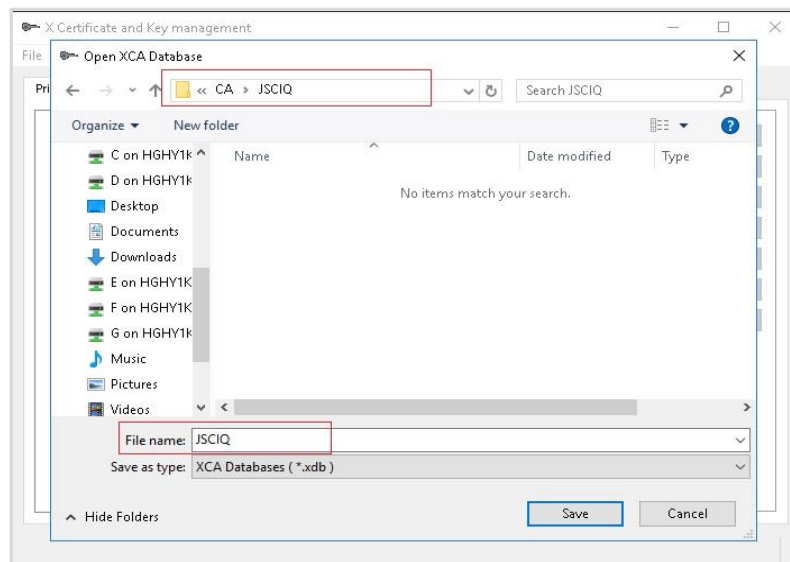 X Certificate and Key management
File
Open XCA Database
Pri
« CA › JSCIQ
Search JSCIQ
Organize
New folder
Name
Date modified
Type
No items match your search.
C on HGHY1K
D on HGHY1K
Desktop
Documents
Downloads
E on HGHY1K
F on HGHY1K
G on HGHY1K
Music
Pictures
Videos
File name: JSCIQ
Save as type: XCA Databases ( *.xdb )
Hide Folders
Save
Cancel